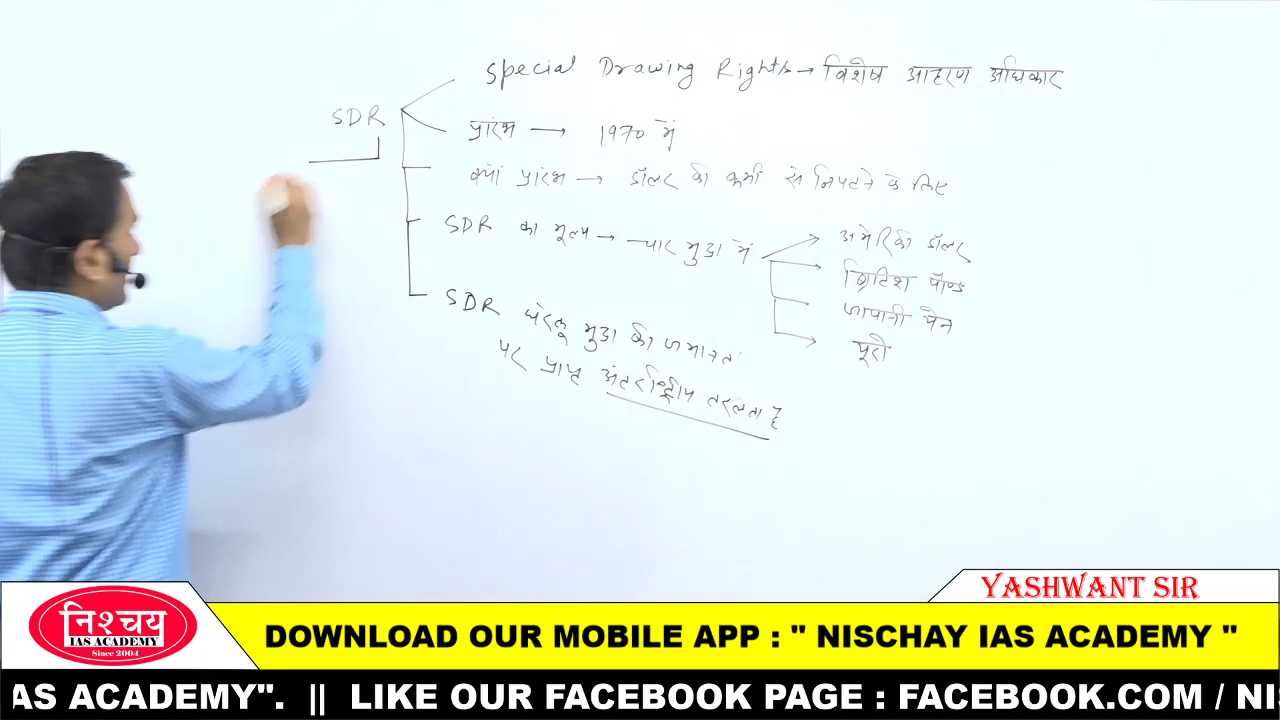 Special Drawing Rights → विशेष आहरण अधिकार
SDR
प्रारंभ → 1970 में
क्यों प्रारंभ → डॉलर की कमी से निपटने के लिए
SDR का मूल्य → चार मुद्रा में
अमेरिकी डॉलर
ब्रिटिश पॉण्ड
जापानी येन
यूरो
SDR घेरलू मुद्रा की जमानत
पर प्राप्त अंतर्राष्ट्रीय तरलता है
YASHWANT SIR
निश्चय
IAS ACADEMY
Since 2004
DOWNLOAD OUR MOBILE APP : " NISCHAY IAS ACADEMY "
IAS ACADEMY". || LIKE OUR FACEBOOK PAGE : FACEBOOK.COM / NI